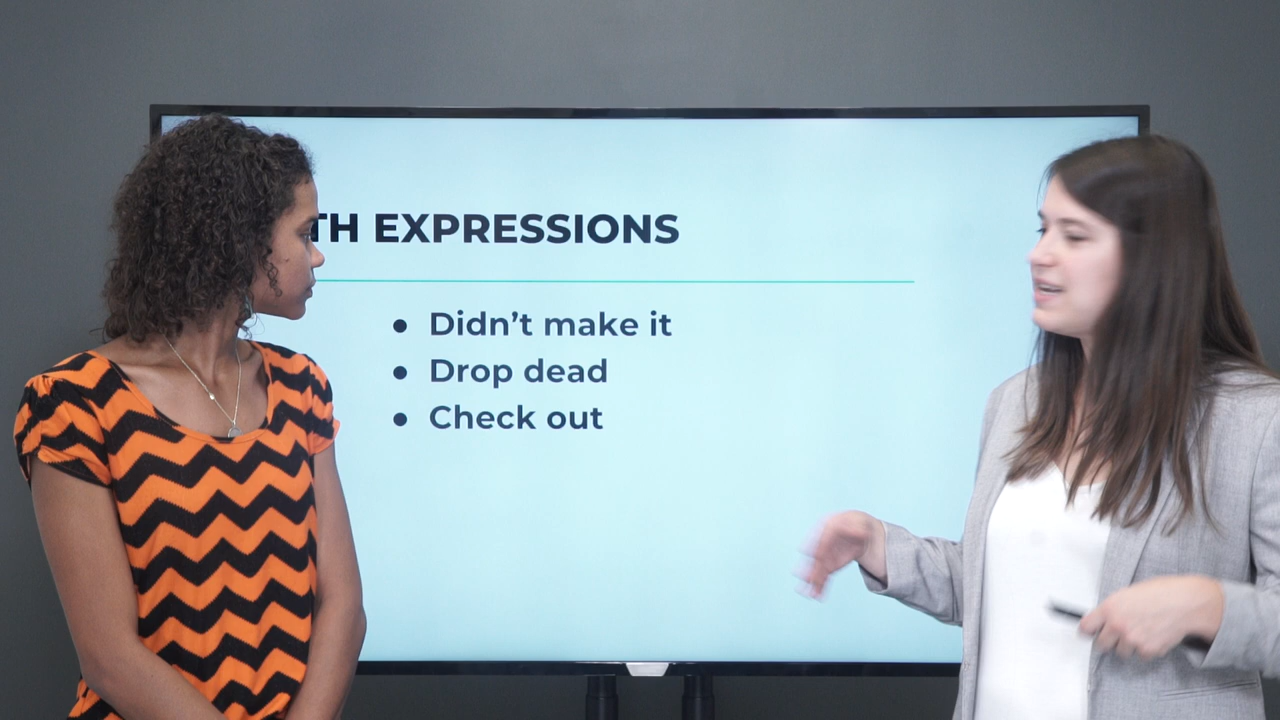 TH EXPRESSIONS
• Didn’t make it
• Drop dead
• Check out